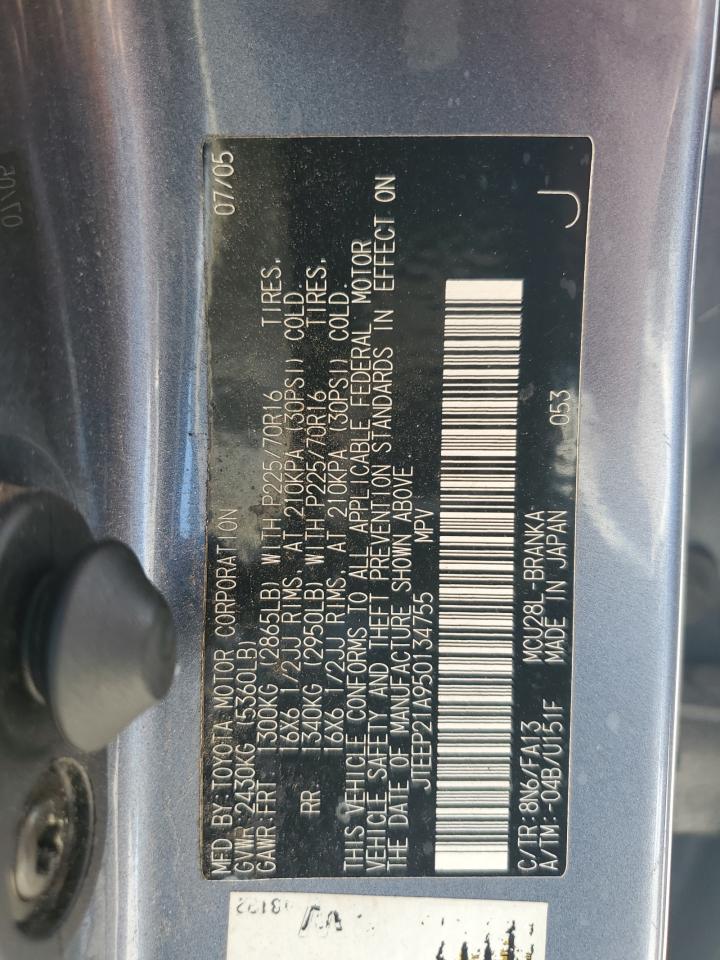 MFD BY:TOYOTA MOTOR CORPORATION 07/05
GVWR:2430KG (5360LB)
GAWR:FRT 1300KG (2865LB) WITH P225/70R16 TIRES,
16X6 1/2JJ RIMS, AT 210KPA (30PSI) COLD.
RR 1340KG (2950LB) WITH P225/70R16 TIRES,
16X6 1/2JJ RIMS, AT 210KPA (30PSI) COLD.
THIS VEHICLE CONFORMS TO ALL APPLICABLE FEDERAL MOTOR
VEHICLE SAFETY AND THEFT PREVENTION STANDARDS IN EFFECT ON
THE DATE OF MANUFACTURE SHOWN ABOVE.
JTEEP21A950134755 MPV
C/TR:8N6/FA13 MCU28L-BRANKA
A/TM:-04B/U151F MADE IN JAPAN 053 J